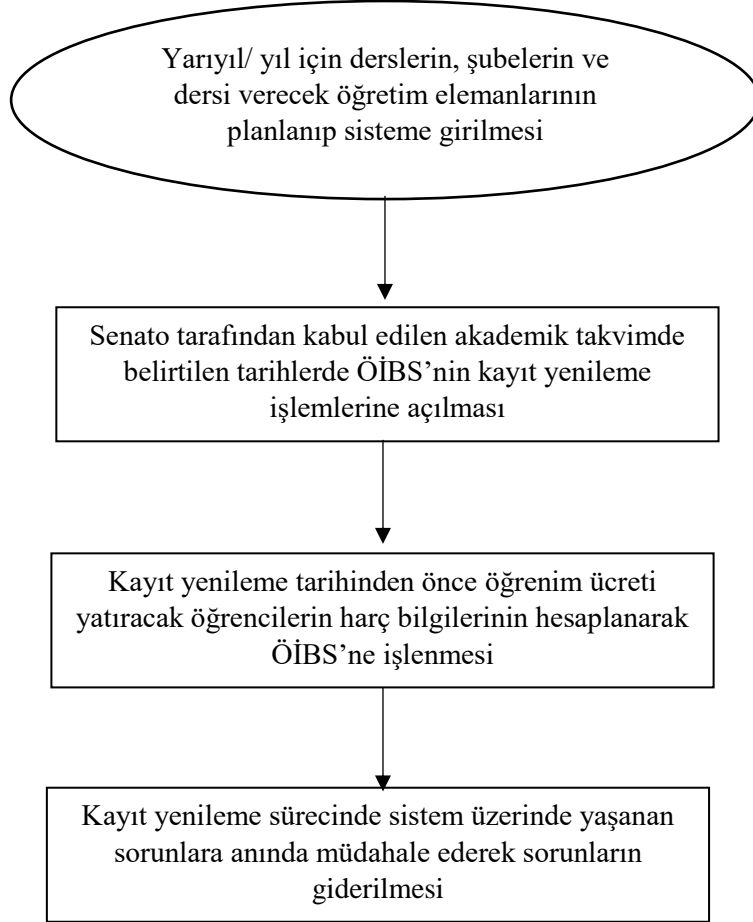 Yarıyıl/ yıl için derslerin, şubelerin ve
dersi verecek öğretim elemanlarının
planlanıp sisteme girilmesi
Senato tarafından kabul edilen akademik takvimde
belirtilen tarihlerde ÖİBS’nin kayıt yenileme
işlemlerine açılması
Kayıt yenileme tarihinden önce öğrenim ücreti
yatıracak öğrencilerin harç bilgilerinin hesaplanarak
ÖİBS’ne işlenmesi
Kayıt yenileme sürecinde sistem üzerinde yaşanan
sorunlara anında müdahale ederek sorunların
giderilmesi